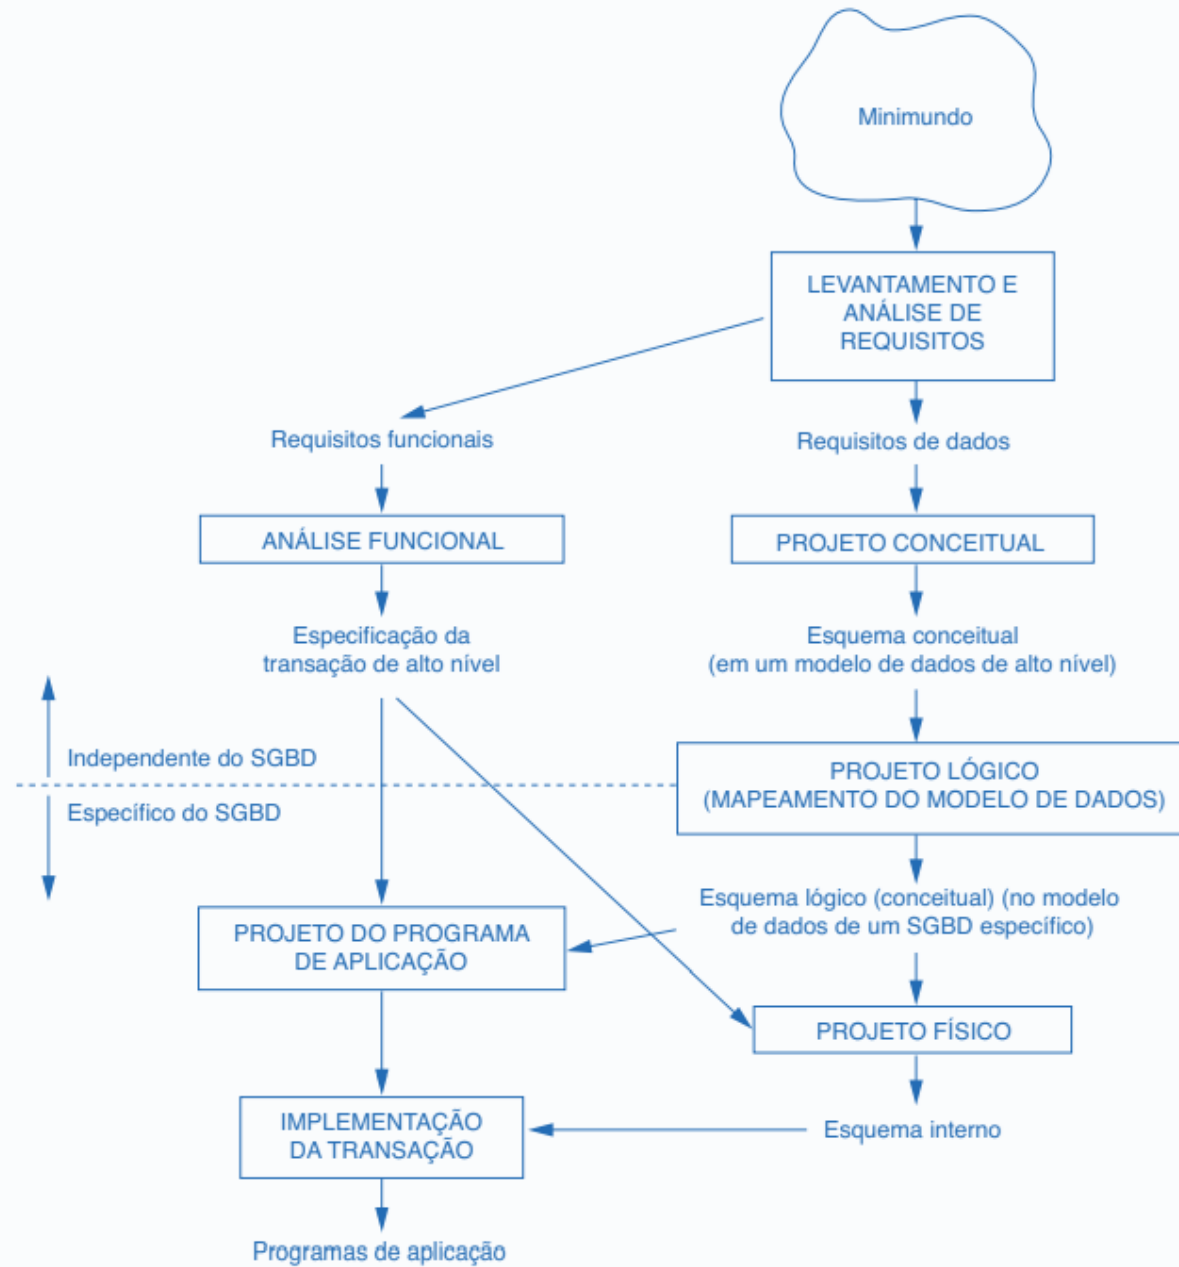 Minimundo
LEVANTAMENTO E
ANÁLISE DE
REQUISITOS
Requisitos funcionais
Requisitos de dados
ANÁLISE FUNCIONAL
PROJETO CONCEITUAL
Especificação da
transação de alto nível
Esquema conceitual
(em um modelo de dados de alto nível)
Independente do SGBD
Específico do SGBD
PROJETO LÓGICO
(MAPEAMENTO DO MODELO DE DADOS)
Esquema lógico (conceitual) (no modelo
de dados de um SGBD específico)
PROJETO DO PROGRAMA
DE APLICAÇÃO
PROJETO FÍSICO
IMPLEMENTAÇÃO
DA TRANSAÇÃO
Esquema interno
Programas de aplicação